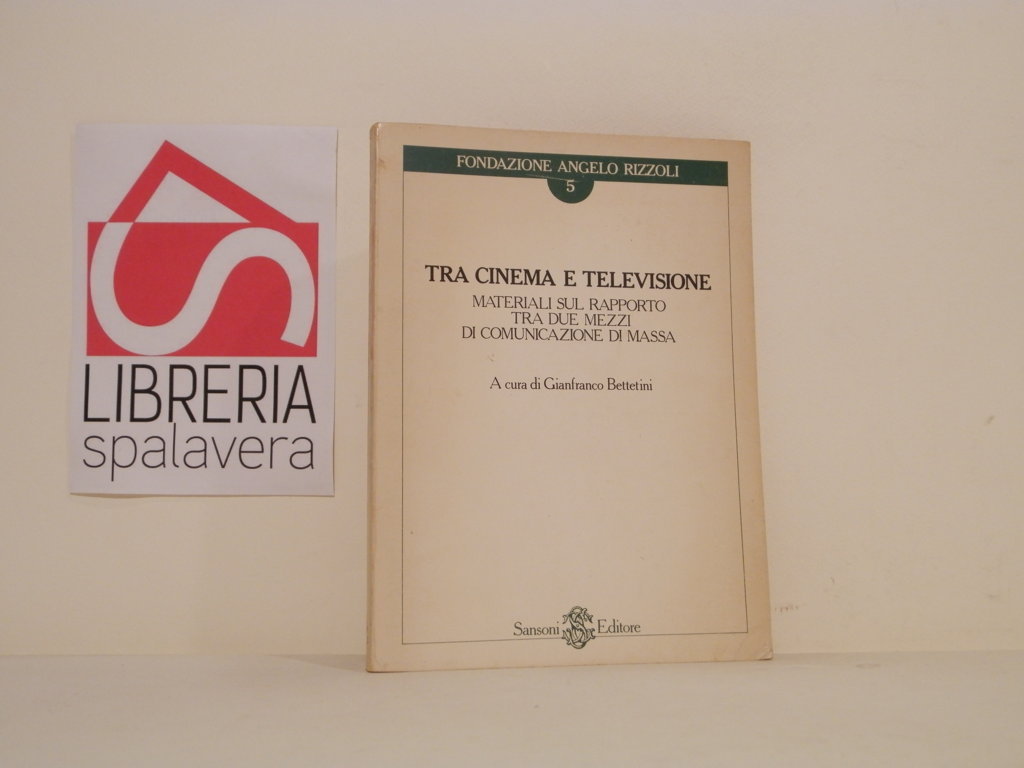 LIBRERIA
spalavera
FONDAZIONE ANGELO RIZZOLI
5
TRA CINEMA E TELEVISIONE
MATERIALI SUL RAPPORTO
TRA DUE MEZZI
DI COMUNICAZIONE DI MASSA
A cura di Gianfranco Bettetini
Sansoni Editore